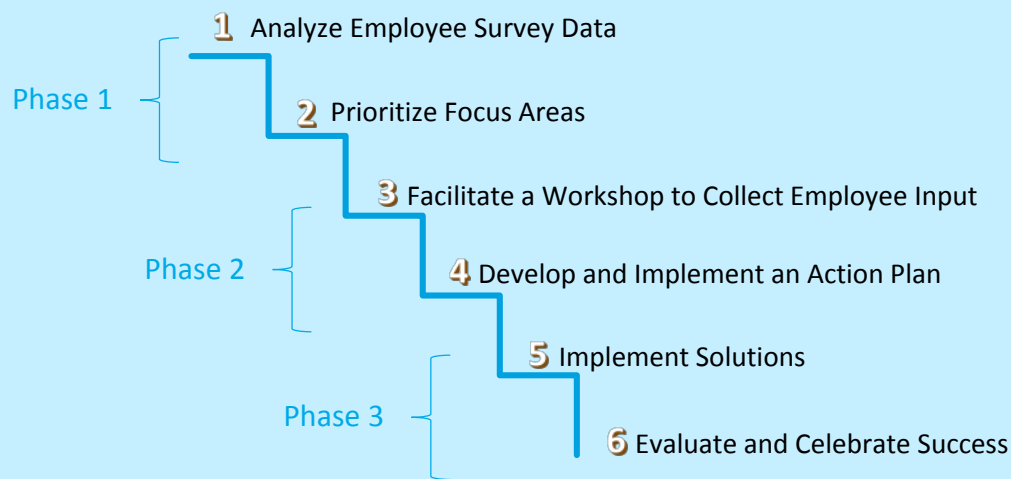 1 Analyze Employee Survey Data
Phase 1
2 Prioritize Focus Areas
3 Facilitate a Workshop to Collect Employee Input
Phase 2
4 Develop and Implement an Action Plan
5 Implement Solutions
Phase 3
6 Evaluate and Celebrate Success